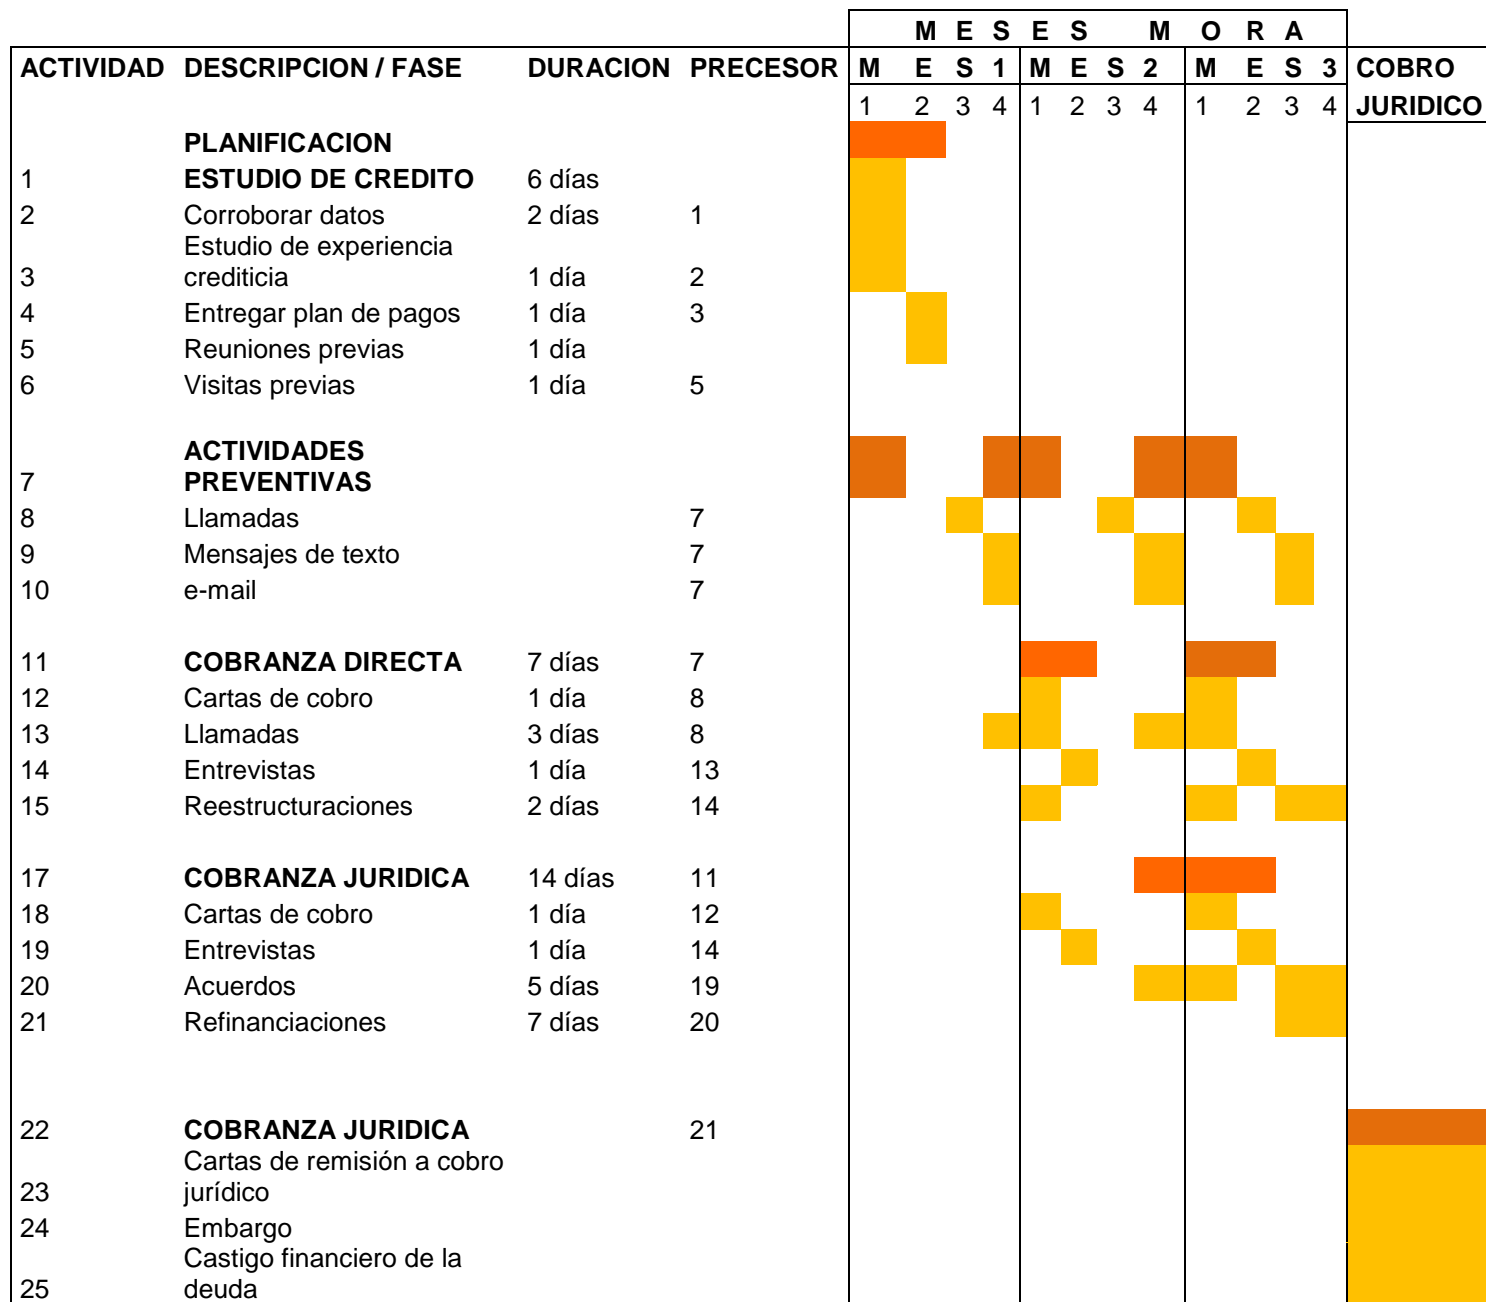 M E S E S M O R A
ACTIVIDAD DESCRIPCION / FASE DURACION PRECESOR M E S 1 M E S 2 M E S 3 COBRO
1 2 3 4 1 2 3 4 1 2 3 4 JURIDICO
PLANIFICACION
1 ESTUDIO DE CREDITO 6 días
2 Corroborar datos 2 días 1
Estudio de experiencia
3 crediticia 1 día 2
4 Entregar plan de pagos 1 día 3
5 Reuniones previas 1 día
6 Visitas previas 1 día 5
ACTIVIDADES
7 PREVENTIVAS
8 Llamadas 7
9 Mensajes de texto 7
10 e-mail 7
11 COBRANZA DIRECTA 7 días 7
12 Cartas de cobro 1 día 8
13 Llamadas 3 días 8
14 Entrevistas 1 día 13
15 Reestructuraciones 2 días 14
17 COBRANZA JURIDICA 14 días 11
18 Cartas de cobro 1 día 12
19 Entrevistas 1 día 14
20 Acuerdos 5 días 19
21 Refinanciaciones 7 días 20
22 COBRANZA JURIDICA 21
Cartas de remisión a cobro
23 jurídico
24 Embargo
Castigo financiero de la
25 deuda